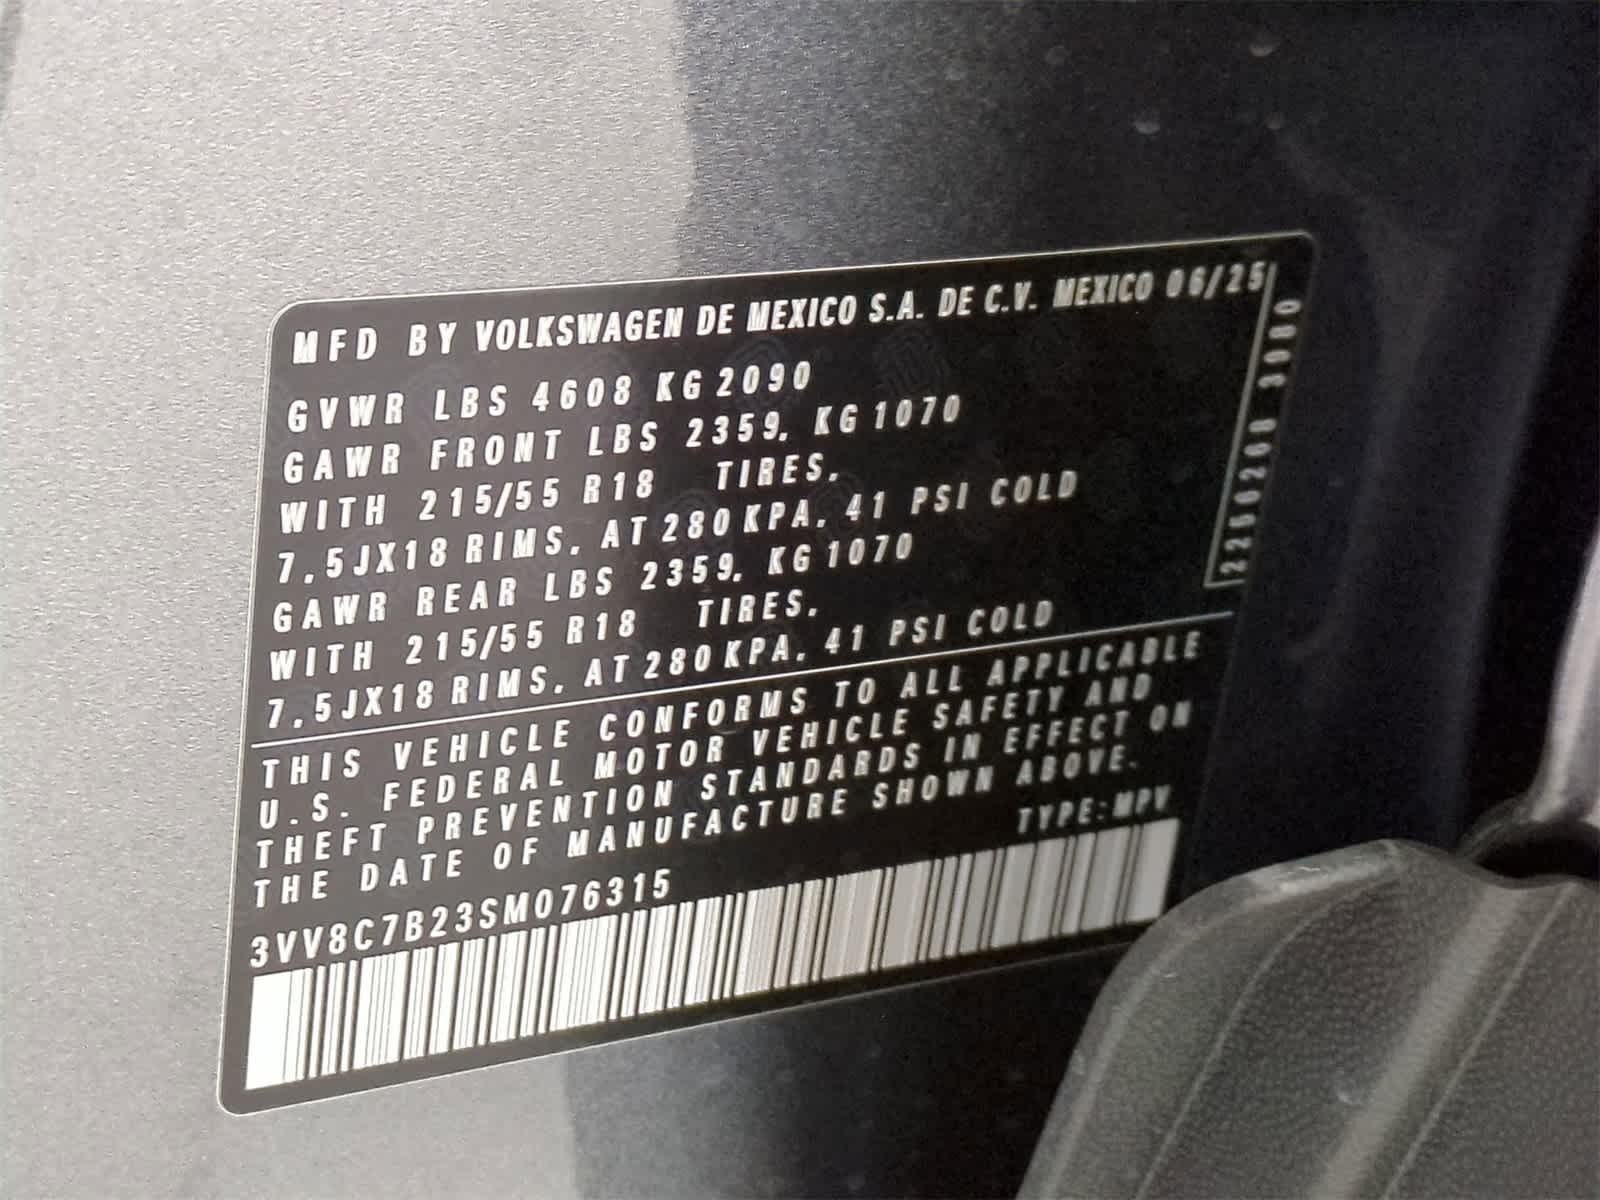 MFD BY VOLKSWAGEN DE MEXICO S.A. DE C.V. MEXICO 06/25
GVWR LBS 4608 KG 2090
GAWR FRONT LBS 2359. KG 1070
WITH 215/55 R18 TIRES.
7.5JX18 RIMS. AT 280 KPA. 41 PSI COLD
GAWR REAR LBS 2359. KG 1070
WITH 215/55 R18 TIRES.
7.5JX18 RIMS. AT 280 KPA. 41 PSI COLD
THIS VEHICLE CONFORMS TO ALL APPLICABLE
U.S. FEDERAL MOTOR VEHICLE SAFETY AND
THEFT PREVENTION STANDARDS IN EFFECT ON
THE DATE OF MANUFACTURE SHOWN ABOVE.
TYPE: MPV
3VV8C7B23SM076315